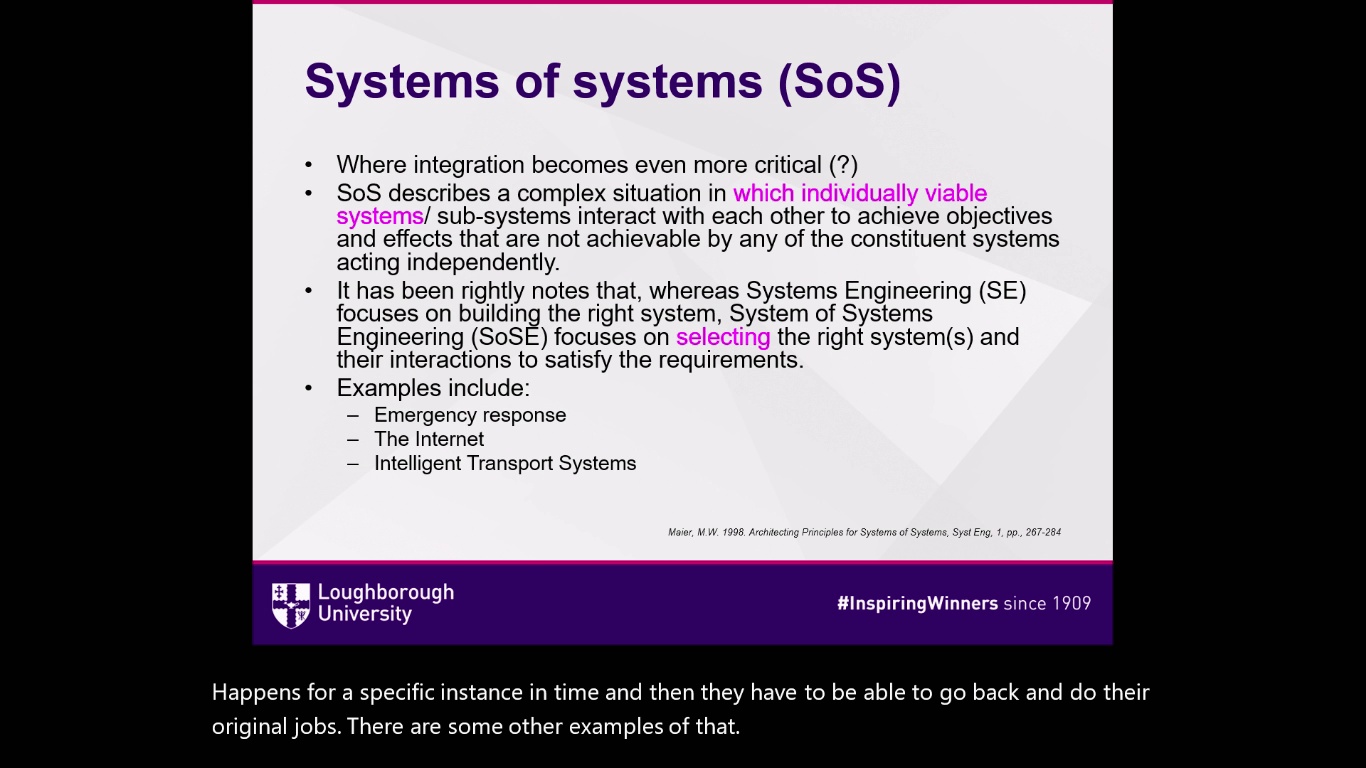 Systems of systems (SoS)
• Where integration becomes even more critical (?)
• SoS describes a complex situation in which individually viable
systems/ sub-systems interact with each other to achieve objectives
and effects that are not achievable by any of the constituent systems
acting independently.
• It has been rightly notes that, whereas Systems Engineering (SE)
focuses on building the right system, System of Systems
Engineering (SoSE) focuses on selecting the right system(s) and
their interactions to satisfy the requirements.
• Examples include:
– Emergency response
– The Internet
– Intelligent Transport Systems
Maier, M.W. 1998. Architecting Principles for Systems of Systems, Syst Eng, 1, pp., 267-284
Loughborough
University
#InspiringWinners since 1909
Happens for a specific instance in time and then they have to be able to go back and do their
original jobs. There are some other examples of that.